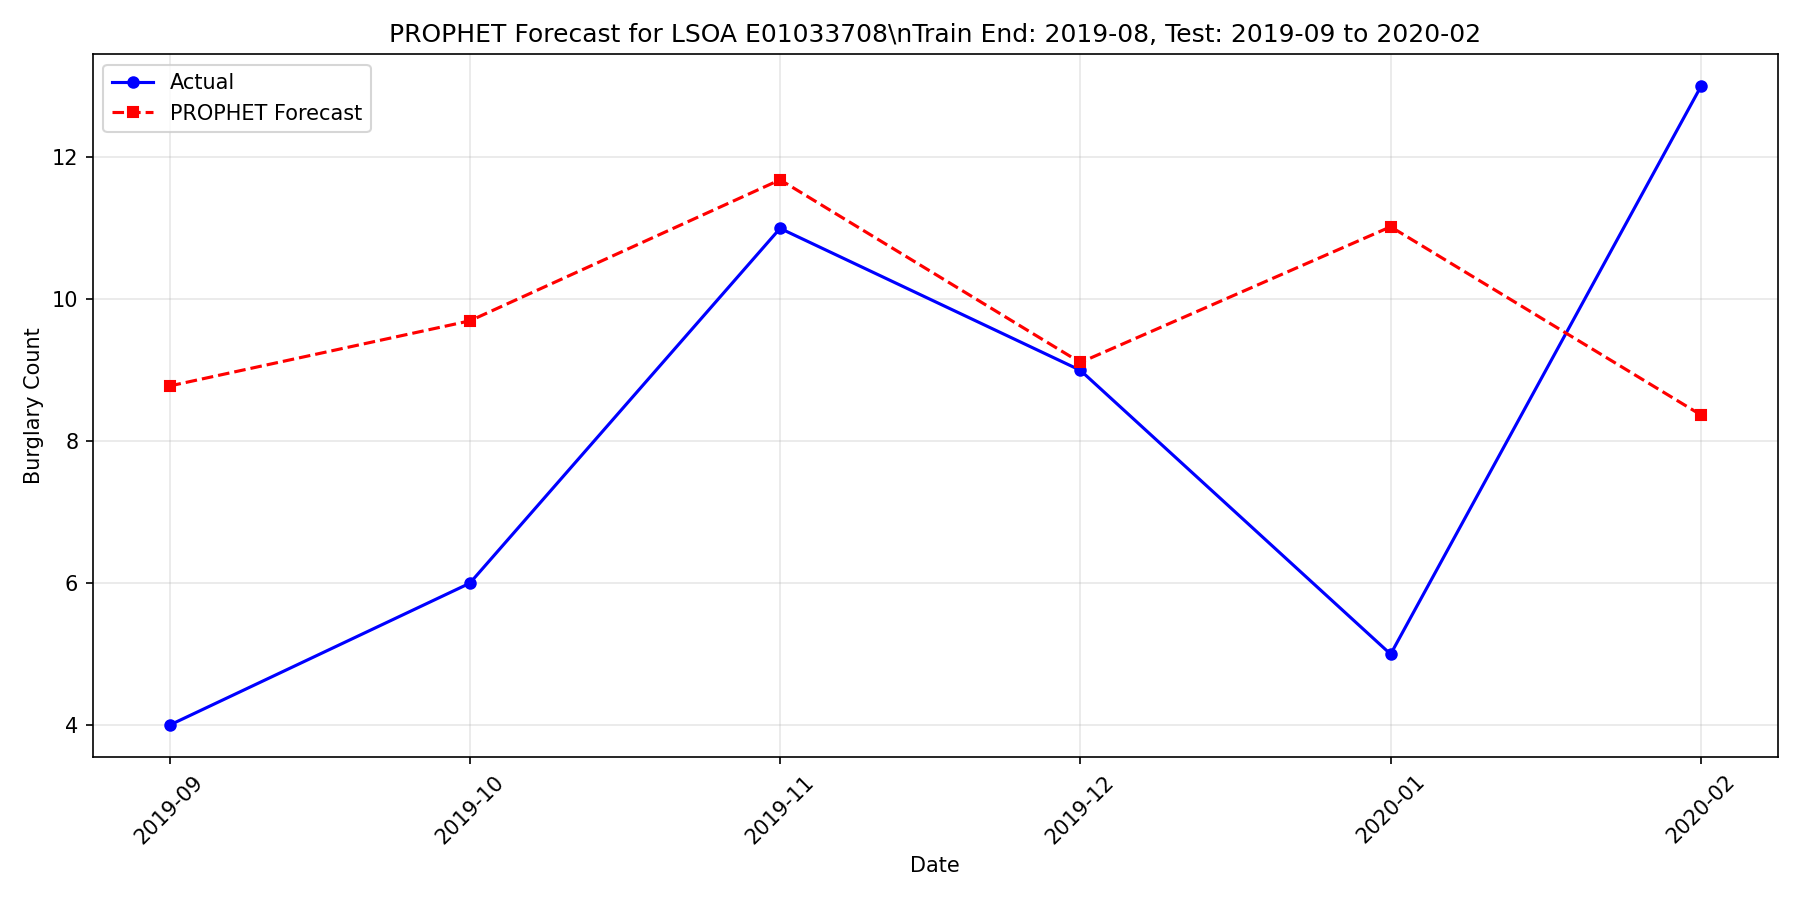 PROPHET Forecast for LSOA E01033708\nTrain End: 2019-08, Test: 2019-09 to 2020-02
Actual
PROPHET Forecast
12
10
8
6
4
Burglary Count
2019-09
2019-10
2019-11
2019-12
2020-01
2020-02
Date